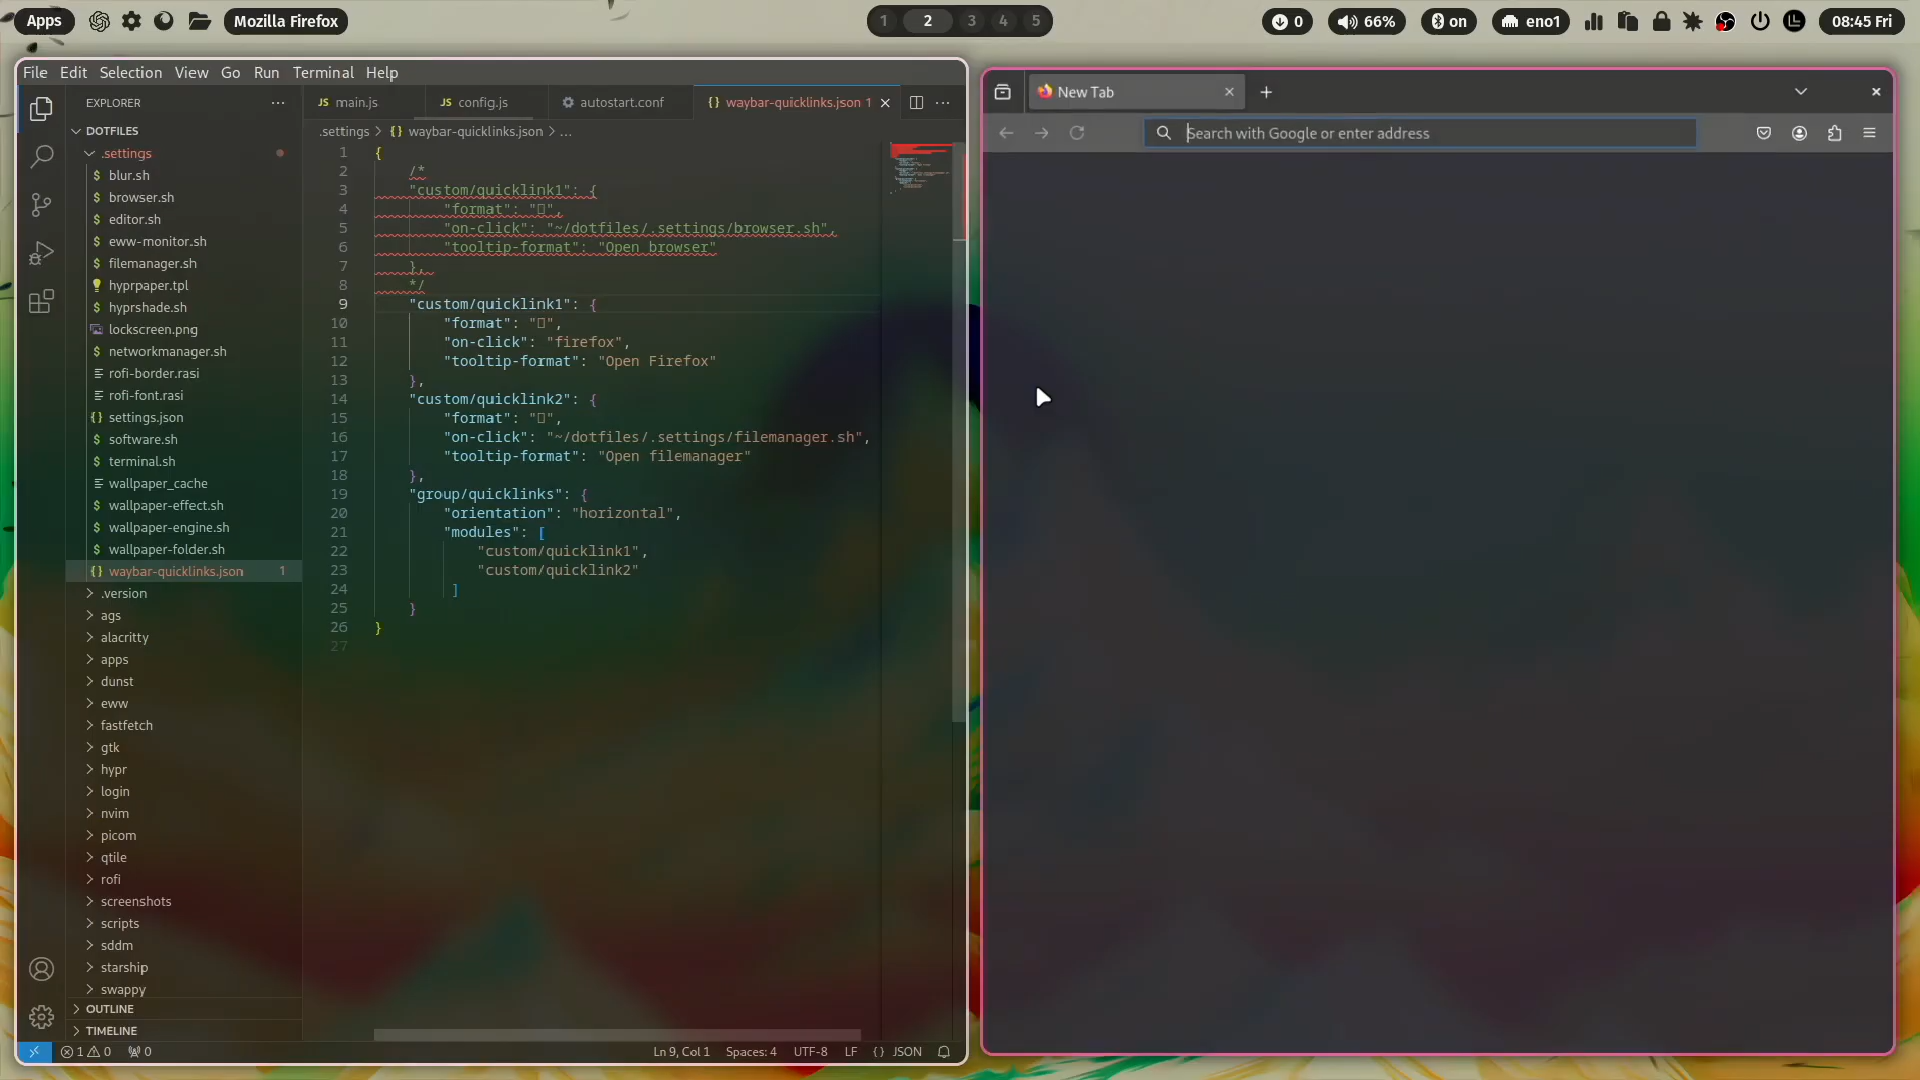 Apps
Mozilla Firefox
1 2 3 4 5
0
66%
on
eno1
08:45 Fri
File Edit Selection View Go Run Terminal Help
EXPLORER
DOTFILES
.settings
blur.sh
browser.sh
editor.sh
eww-monitor.sh
filemanager.sh
hyprpaper.tpl
hyprshade.sh
lockscreen.png
networkmanager.sh
rofi-border.rasi
rofi-font.rasi
settings.json
software.sh
terminal.sh
wallpaper_cache
wallpaper-effect.sh
wallpaper-engine.sh
wallpaper-folder.sh
waybar-quicklinks.json 1
.version
ags
alacritty
apps
dunst
eww
fastfetch
gtk
hypr
login
nvim
picom
qtile
rofi
screenshots
scripts
sddm
starship
swappy
OUTLINE
TIMELINE
JS main.js
JS config.js
autostart.conf
{} waybar-quicklinks.json 1
.settings > {} waybar-quicklinks.json > ...
1 {
2 /*
3 "custom/quicklink1": {
4 "format": "",
5 "on-click": "~/dotfiles/.settings/browser.sh",
6 "tooltip-format": "Open browser"
7 },
8 */
9 "custom/quicklink1": {
10 "format": "",
11 "on-click": "firefox",
12 "tooltip-format": "Open Firefox"
13 },
14 "custom/quicklink2": {
15 "format": "",
16 "on-click": "~/dotfiles/.settings/filemanager.sh",
17 "tooltip-format": "Open filemanager"
18 },
19 "group/quicklinks": {
20 "orientation": "horizontal",
21 "modules": [
22 "custom/quicklink1",
23 "custom/quicklink2"
24 ]
25 }
26 }
27
1 0 0
Ln 9, Col 1 Spaces: 4 UTF-8 LF {} JSON
New Tab
Search with Google or enter address